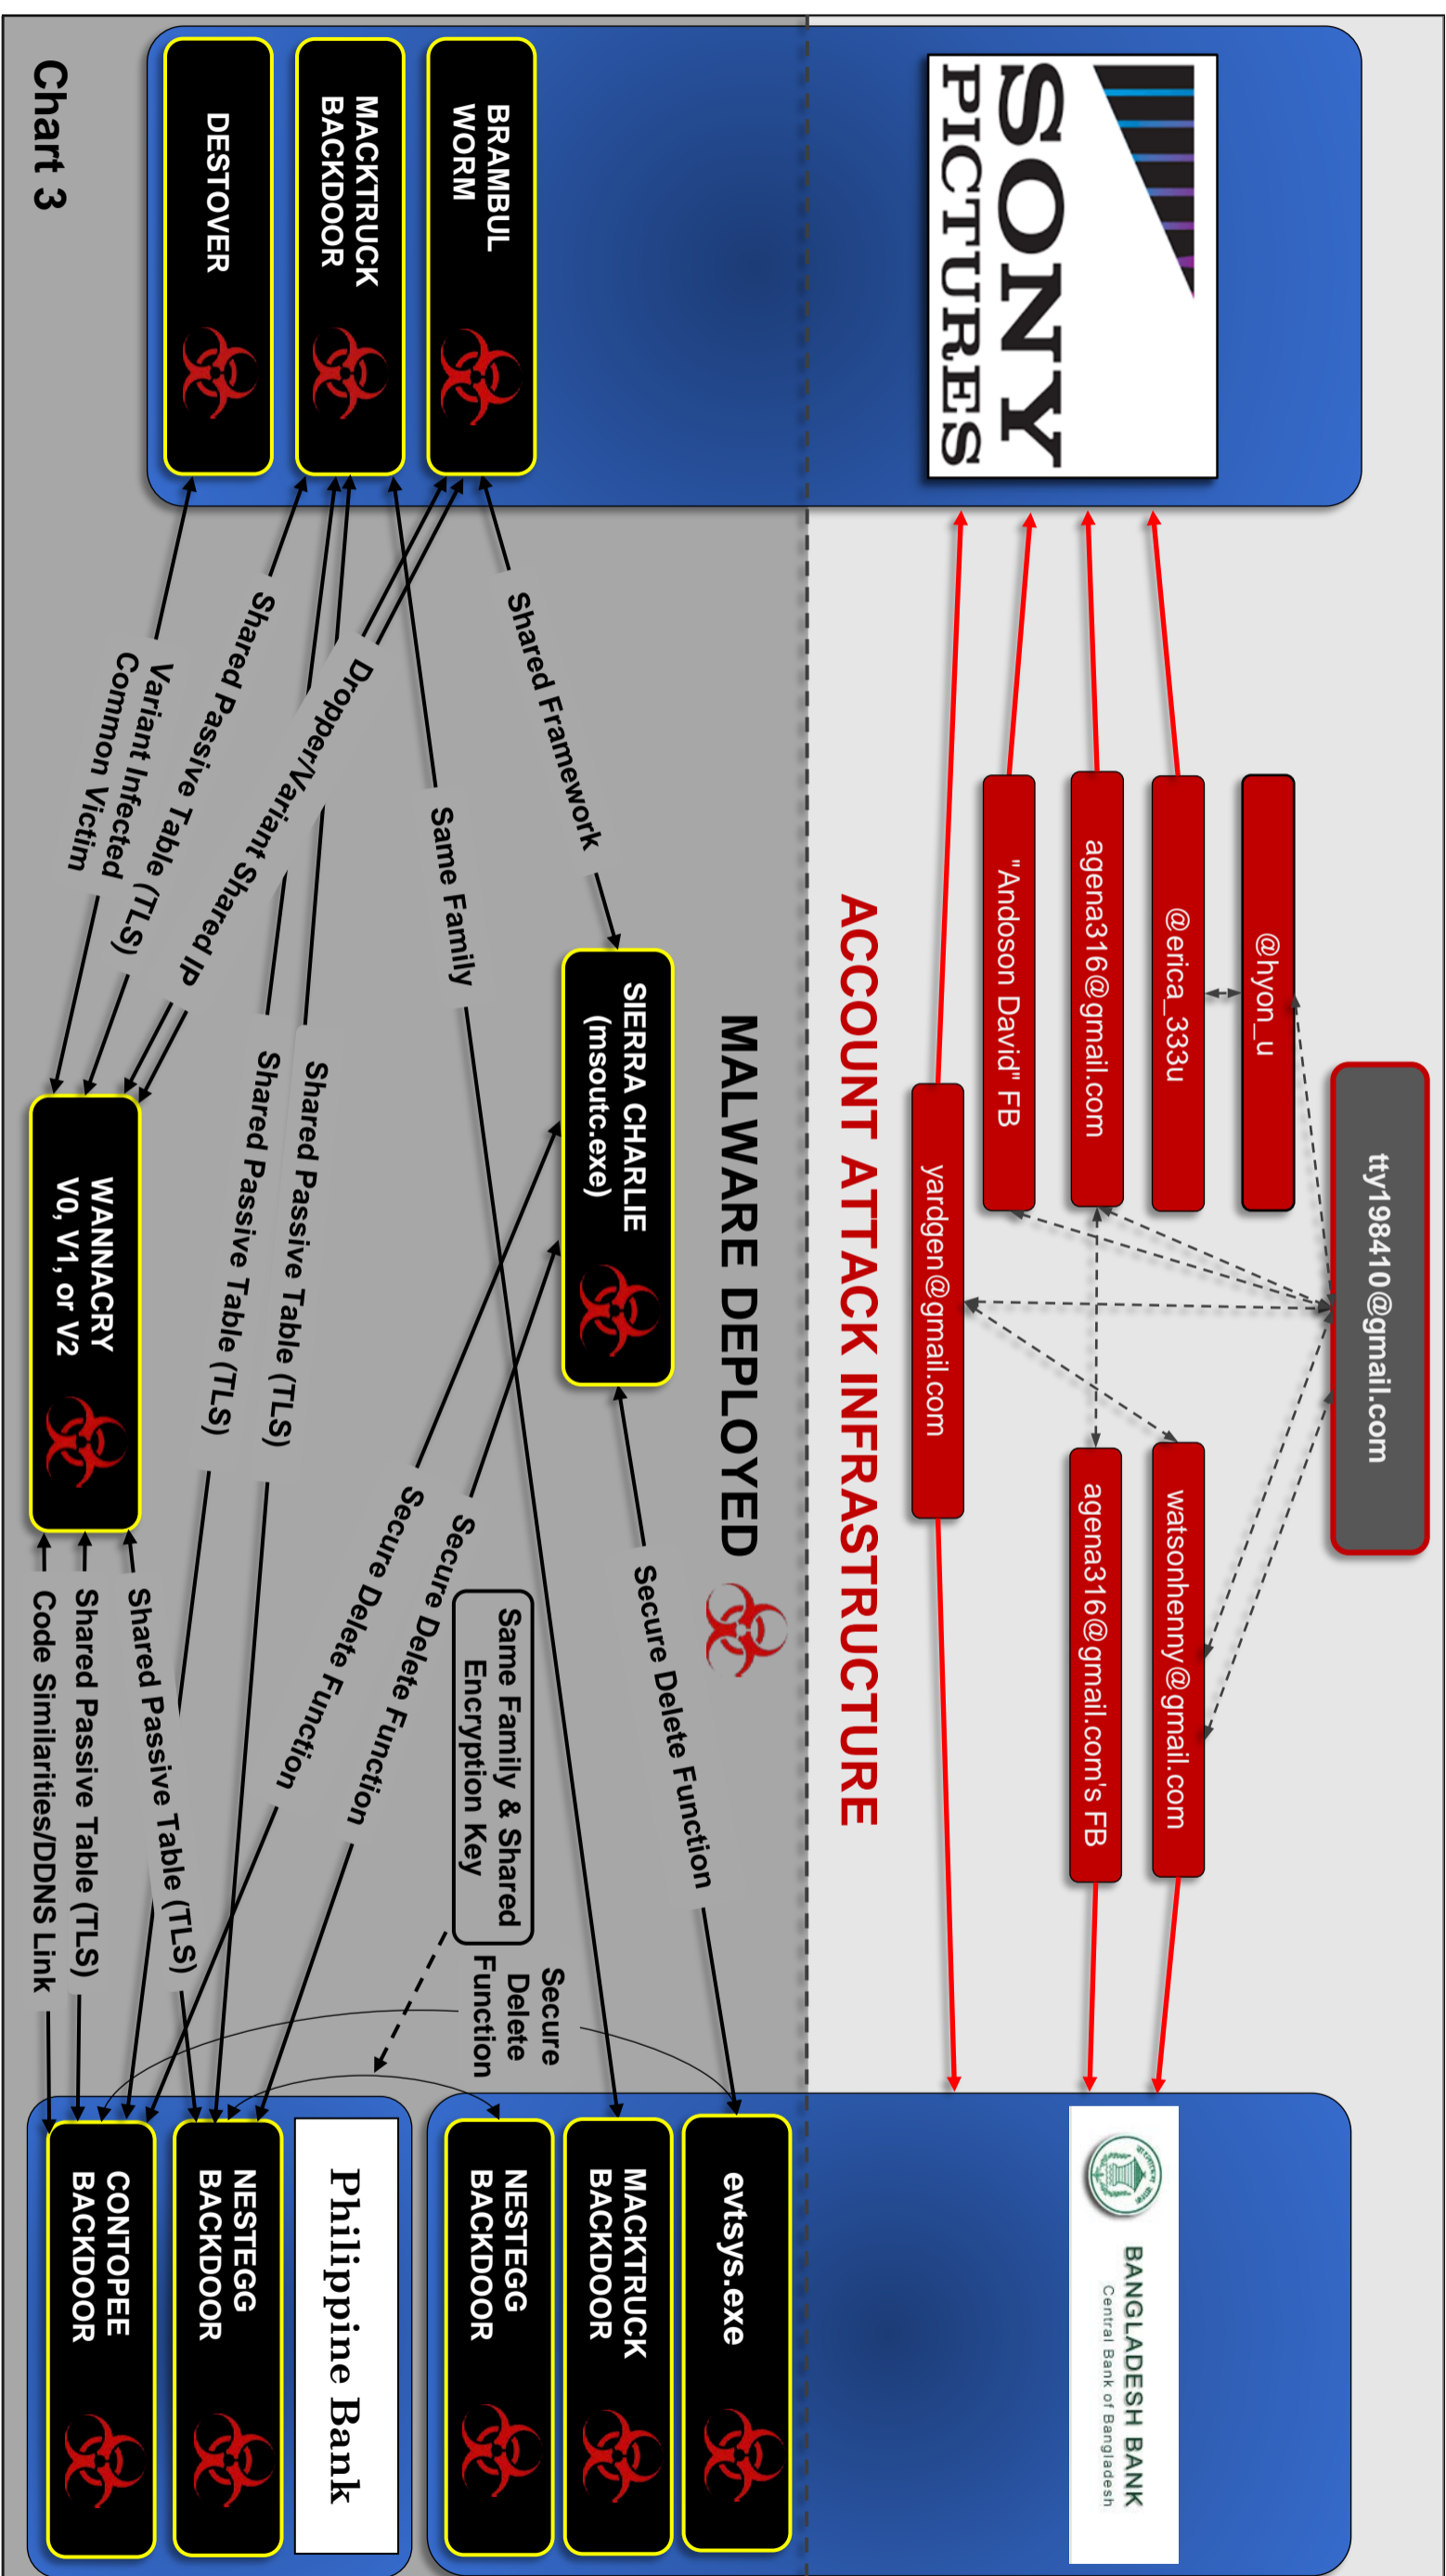 tty198410@gmail.com
@hyon_u
@erica_333u
agena316@gmail.com
"Andoson David" FB
yardgen@gmail.com
watsonhenny@gmail.com
agena316@gmail.com's FB
SONY
PICTURES
BANGLADESH BANK
Central Bank of Bangladesh
ACCOUNT ATTACK INFRASTRUCTURE
MALWARE DEPLOYED
BRAMBUL
WORM
MACKTRUCK
BACKDOOR
DESTOVER
Shared Framework
SIERRA CHARLIE
(msoutc.exe)
Secure Delete Function
Same Family
Dropper/Variant Shared IP
Shared Passive Table (TLS)
Variant Infected
Common Victim
Shared Passive Table (TLS)
Shared Passive Table (TLS)
Secure Delete Function
Secure Delete Function
Same Family & Shared
Encryption Key
Secure
Delete
Function
WANNACRY
V0, V1, or V2
Shared Passive Table (TLS)
Shared Passive Table (TLS)
Code Similarities/DDNS Link
evtsys.exe
MACKTRUCK
BACKDOOR
NESTEGG
BACKDOOR
Philippine Bank
NESTEGG
BACKDOOR
CONTOPEE
BACKDOOR
Chart 3